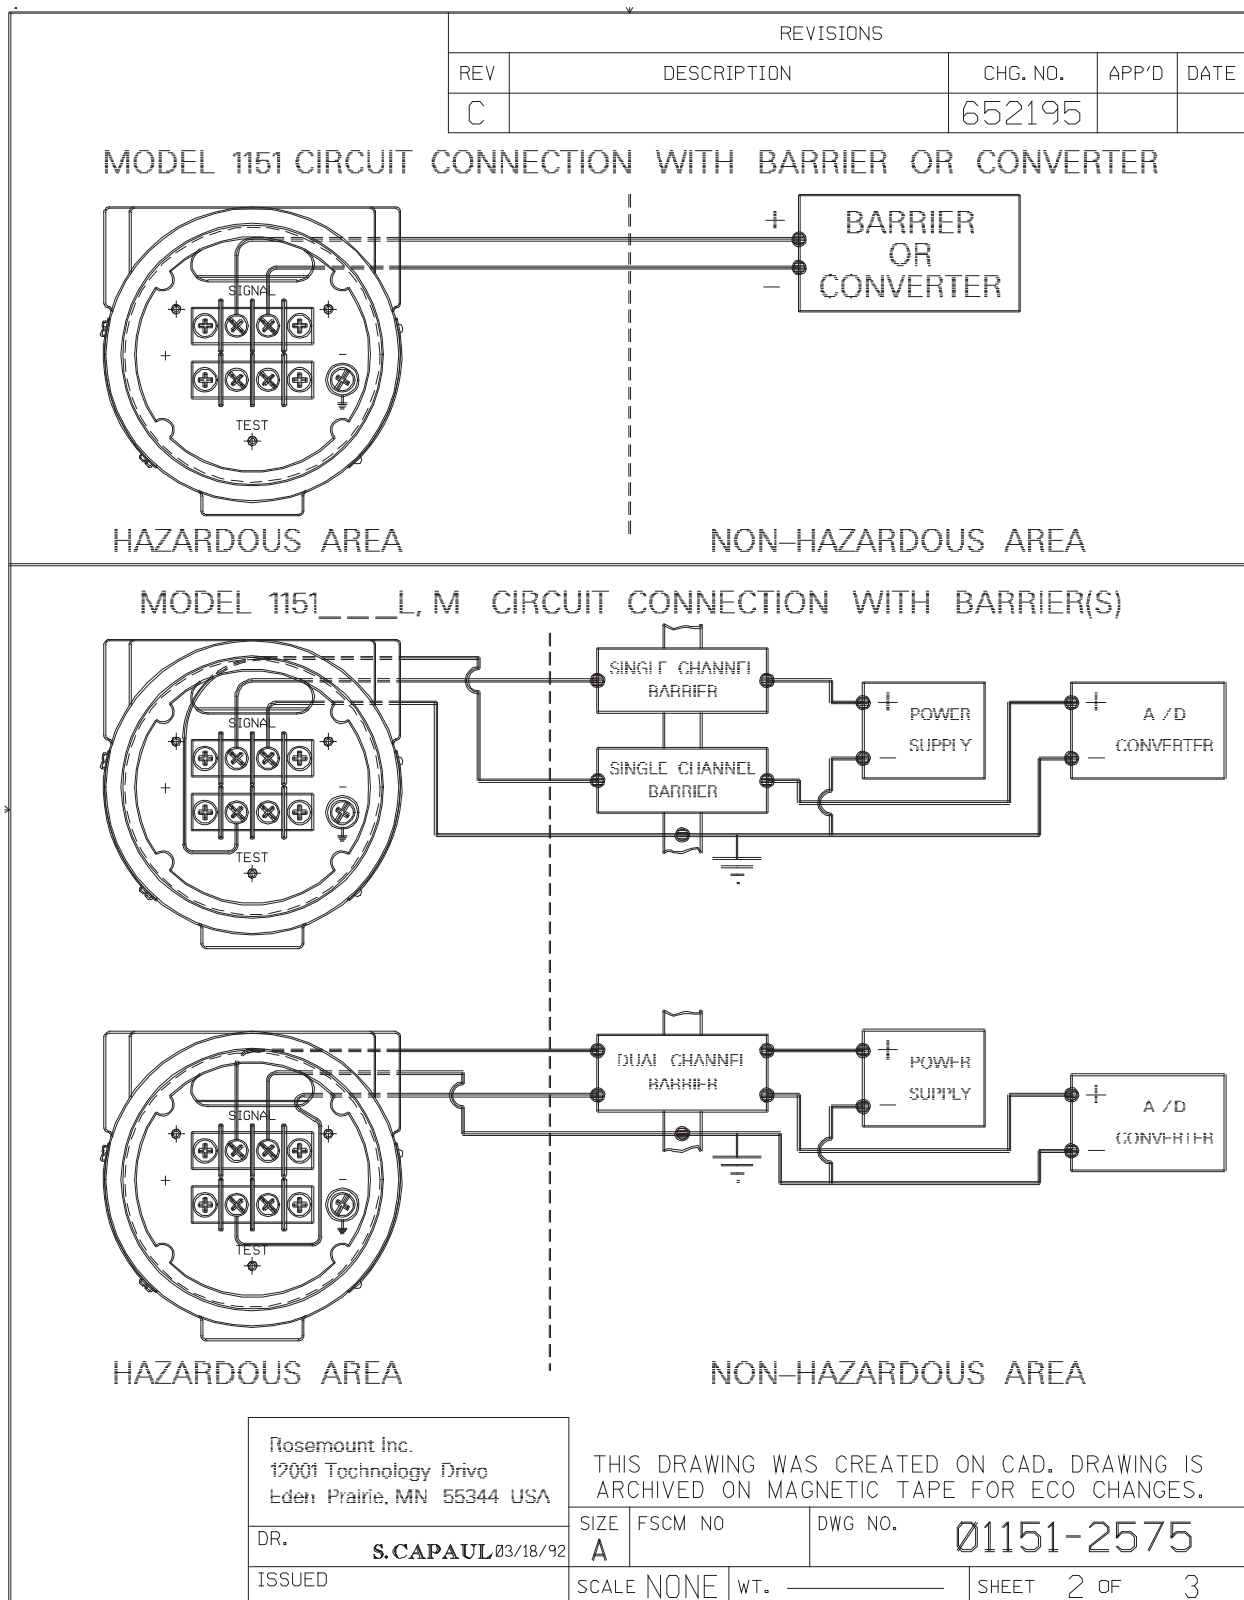 REVISIONS
REV DESCRIPTION CHG. NO. APP'D DATE
C 652195
MODEL 1151 CIRCUIT CONNECTION WITH BARRIER OR CONVERTER
+ BARRIER
OR
− CONVERTER
SIGNAL
+ −
TEST
HAZARDOUS AREA NON–HAZARDOUS AREA
MODEL 1151_ _ _L, M CIRCUIT CONNECTION WITH BARRIER(S)
SINGLE CHANNEL
BARRIER
+ POWER
− SUPPLY
+ A /D
− CONVERTER
SIGNAL
SINGLE CHANNEL
BARRIER
+ −
TEST
DUAL CHANNEL
BARRIER
+ POWER
− SUPPLY
+ A /D
− CONVERTER
SIGNAL
+ −
TEST
HAZARDOUS AREA NON–HAZARDOUS AREA
Rosemount Inc.
12001 Technology Drive
Eden Prairie, MN 55344 USA
THIS DRAWING WAS CREATED ON CAD. DRAWING IS
ARCHIVED ON MAGNETIC TAPE FOR ECO CHANGES.
DR. S. CAPAUL 03/18/92
ISSUED
SIZE A FSCM NO DWG NO. 01151-2575
SCALE NONE WT. SHEET 2 OF 3